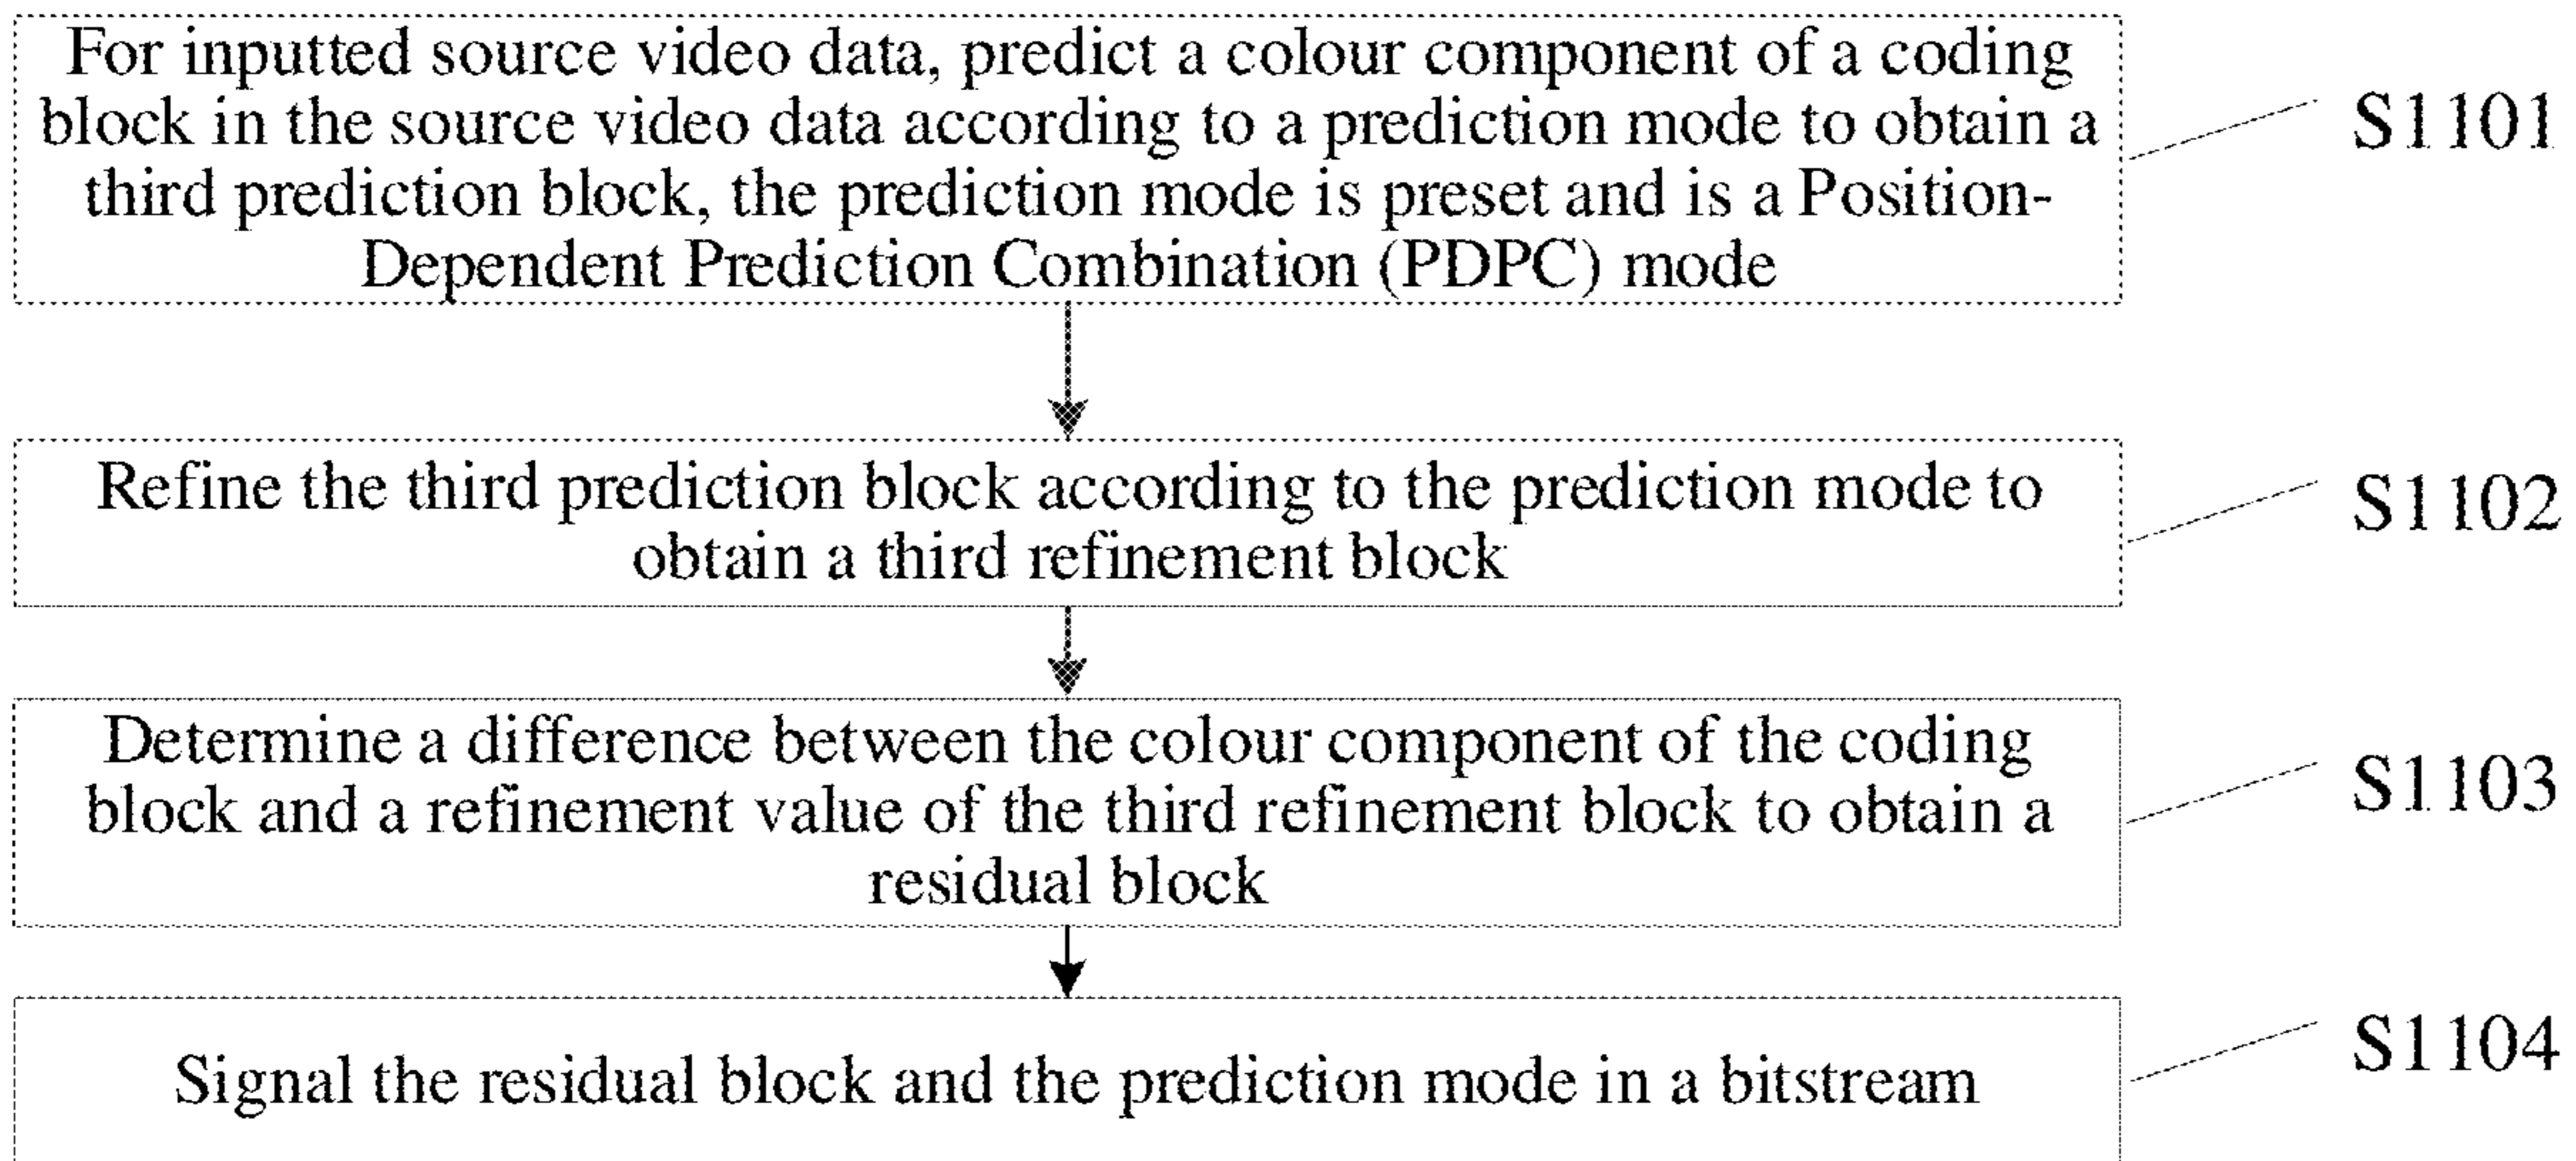 For inputted source video data, predict a colour component of a coding
block in the source video data according to a prediction mode to obtain a
third prediction block, the prediction mode is preset and is a Position-
Dependent Prediction Combination (PDPC) mode
S1101
Refine the third prediction block according to the prediction mode to
obtain a third refinement block
S1102
Determine a difference between the colour component of the coding
block and a refinement value of the third refinement block to obtain a
residual block
S1103
Signal the residual block and the prediction mode in a bitstream
S1104